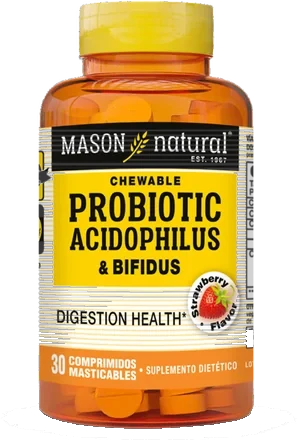 MASON natural®
EST. 1967
CHEWABLE
PROBIOTIC
ACIDOPHILUS
& BIFIDUS
Strawberry
Flavor
DIGESTION HEALTH*
30 COMPRIMIDOS
MASTICABLES • SUPLEMENTO DIETÉTICO